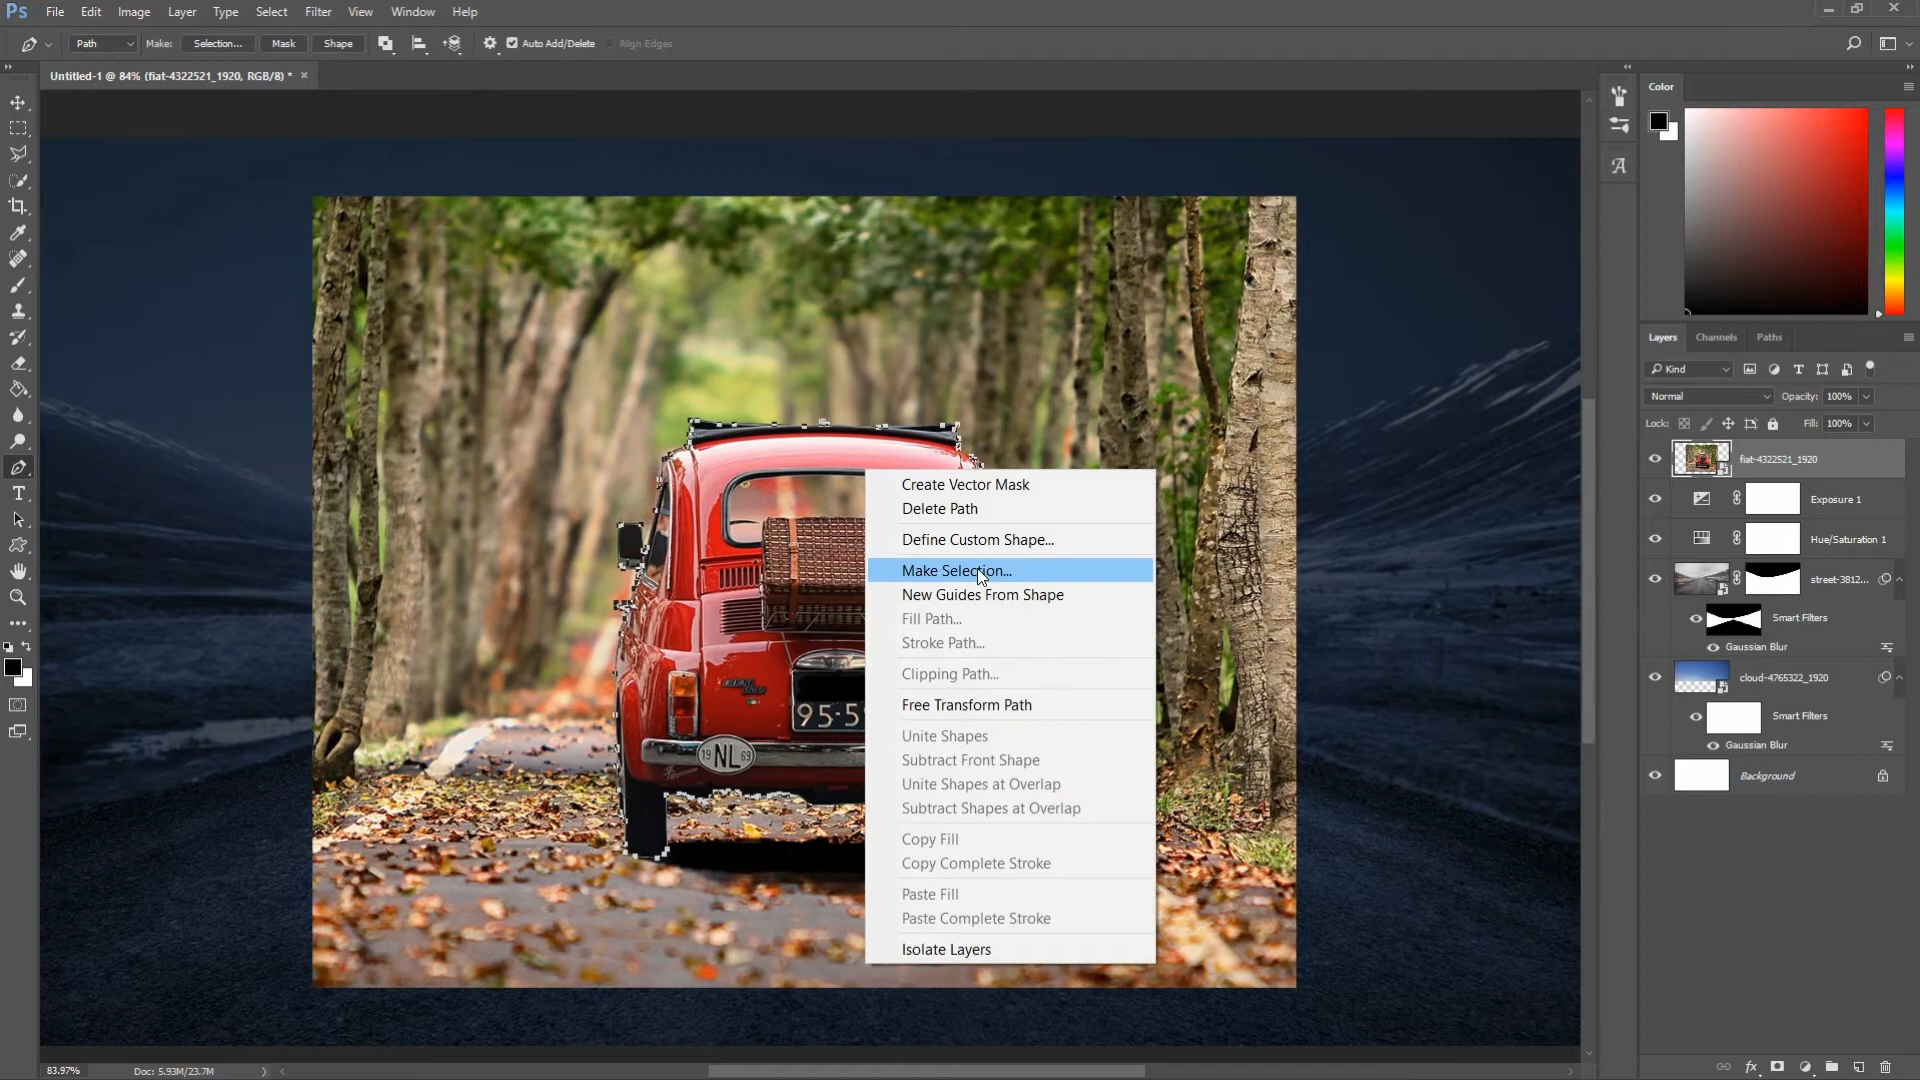 Ps File Edit Image Layer Type Select Filter View Window Help
Path Make: Selection... Mask Shape Auto Add/Delete Align Edges
Untitled-1 @ 84% (fiat-4322521_1920, RGB/8) *
Color
Layers Channels Paths
Kind
Normal Opacity: 100%
Lock: Fill: 100%
fiat-4322521_1920
Exposure 1
Hue/Saturation 1
street-3812...
Smart Filters
Gaussian Blur
cloud-4765322_1920
Smart Filters
Gaussian Blur
Background
Create Vector Mask
Delete Path
Define Custom Shape...
Make Selection...
New Guides From Shape
Fill Path...
Stroke Path...
Clipping Path...
Free Transform Path
Unite Shapes
Subtract Front Shape
Unite Shapes at Overlap
Subtract Shapes at Overlap
Copy Fill
Copy Complete Stroke
Paste Fill
Paste Complete Stroke
Isolate Layers
95-5
19 NL 69
83.97% Doc: 5.93M/23.7M